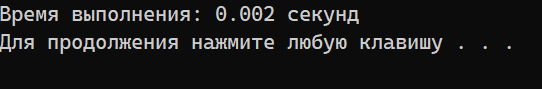 Время выполнения: 0.002 секунд
Для продолжения нажмите любую клавишу . . .